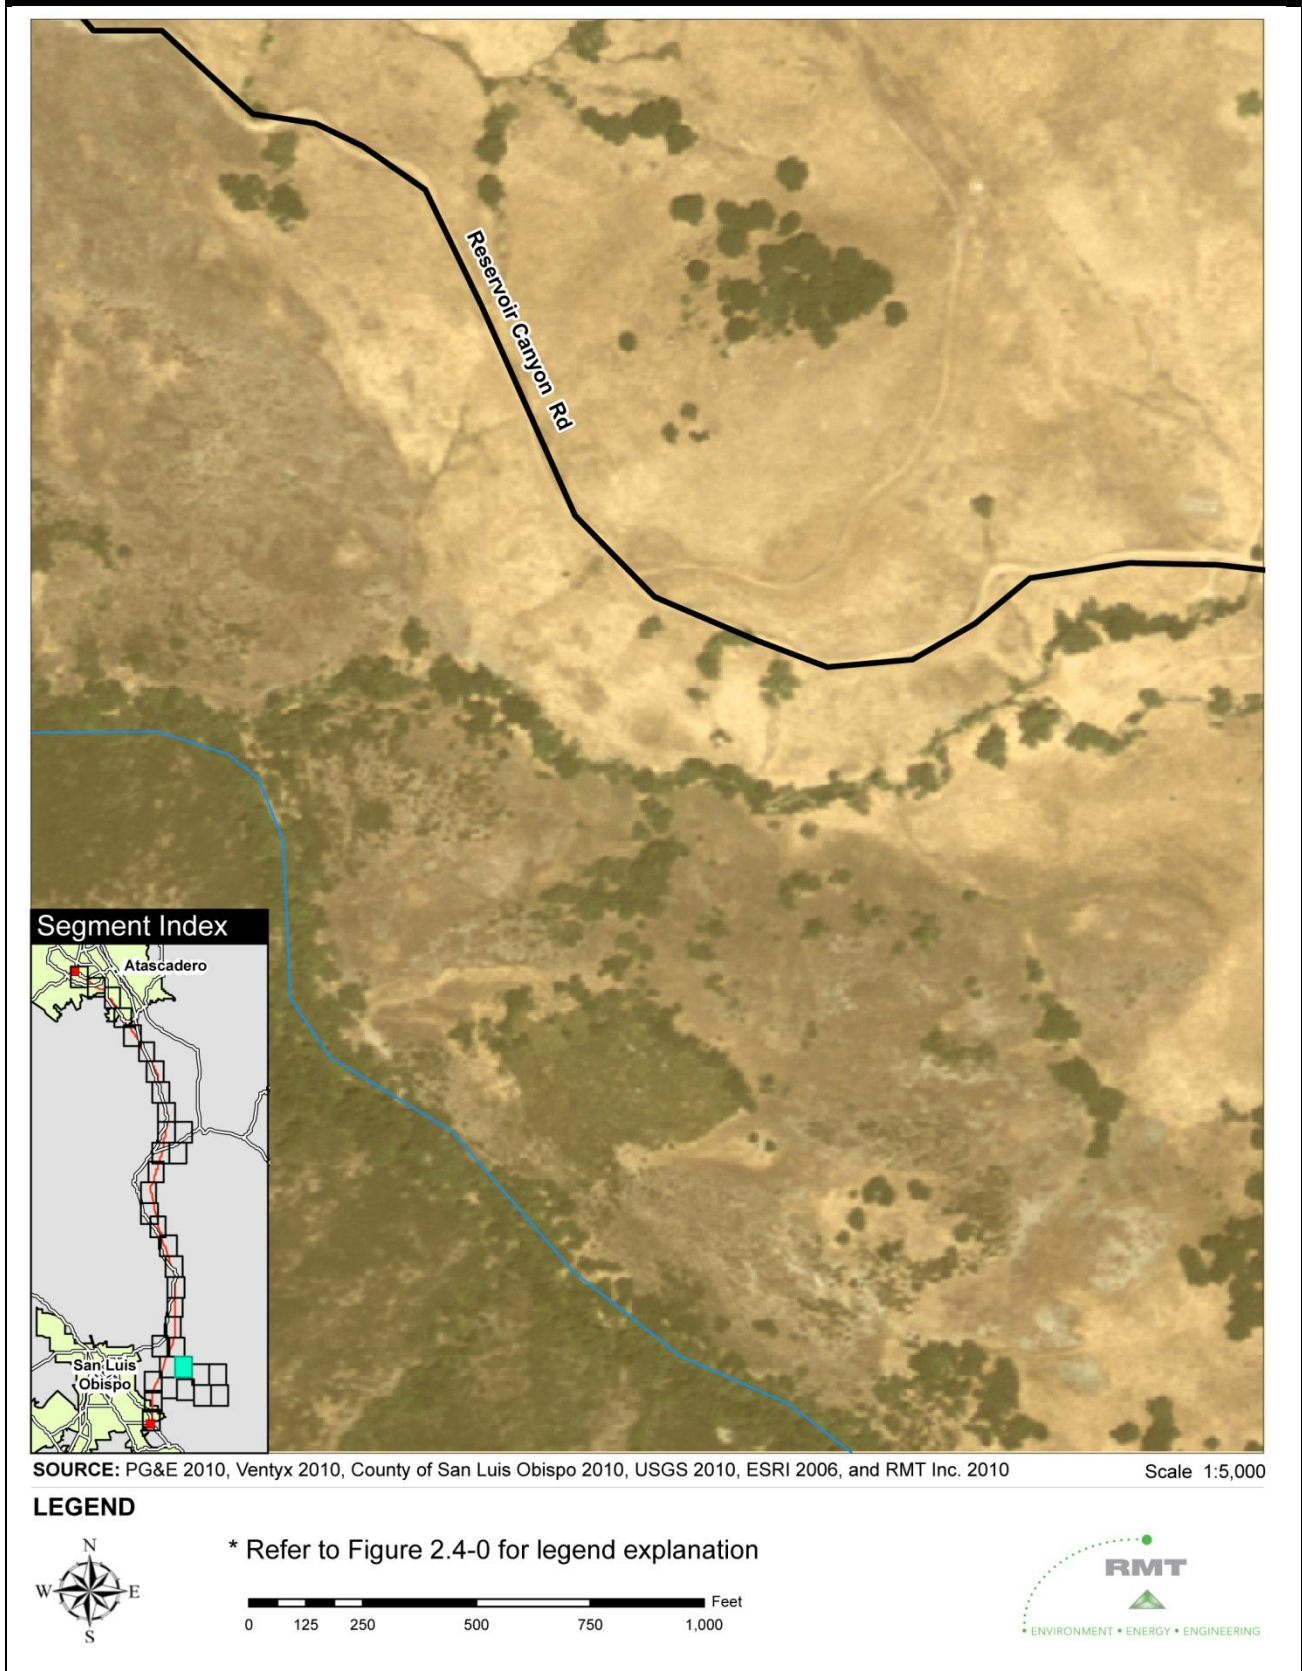 Reservoir Canyon Rd
Segment Index
Atascadero
San Luis
Obispo
SOURCE: PG&E 2010, Ventyx 2010, County of San Luis Obispo 2010, USGS 2010, ESRI 2006, and RMT Inc. 2010
Scale 1:5,000
LEGEND
N
W E
S
* Refer to Figure 2.4-0 for legend explanation
Feet
0 125 250 500 750 1,000
RMT
• ENVIRONMENT • ENERGY • ENGINEERING